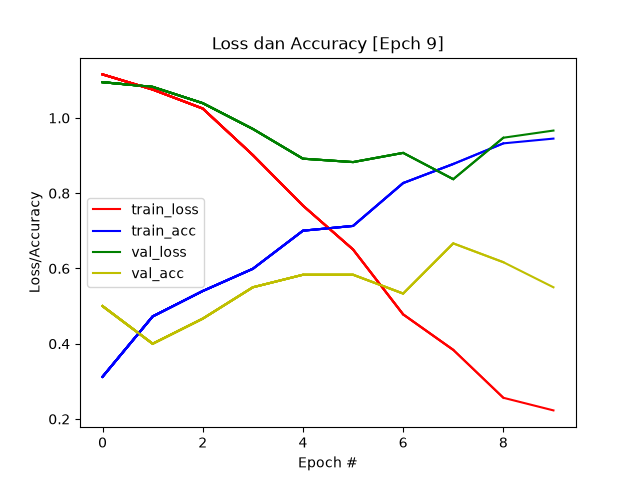 Loss dan Accuracy [Epch 9]
Loss/Accuracy
1.0
0.8
0.6
0.4
0.2
train_loss
train_acc
val_loss
val_acc
0 2 4 6 8
Epoch #